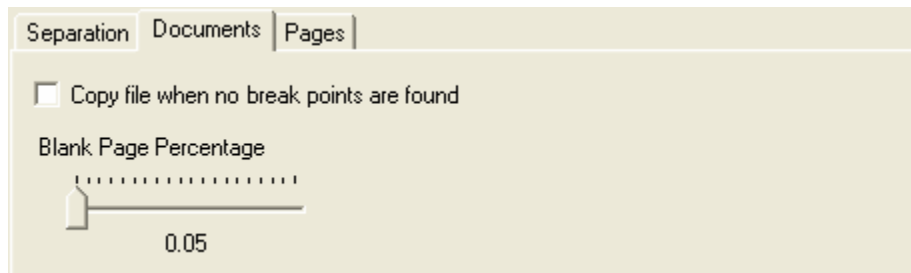 Separation Documents Pages
Copy file when no break points are found
Blank Page Percentage
0.05